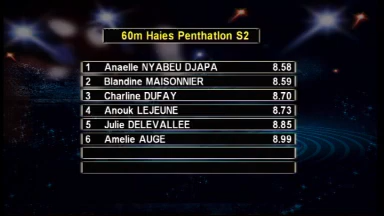 60m Haies Penthatlon S2
1 Anaelle NYABEU DJAPA 8.58
2 Blandine MAISONNIER 8.59
3 Charline DUFAY 8.70
4 Anouk LEJEUNE 8.73
5 Julie DELEVALLEE 8.85
6 Amelie AUGE 8.99